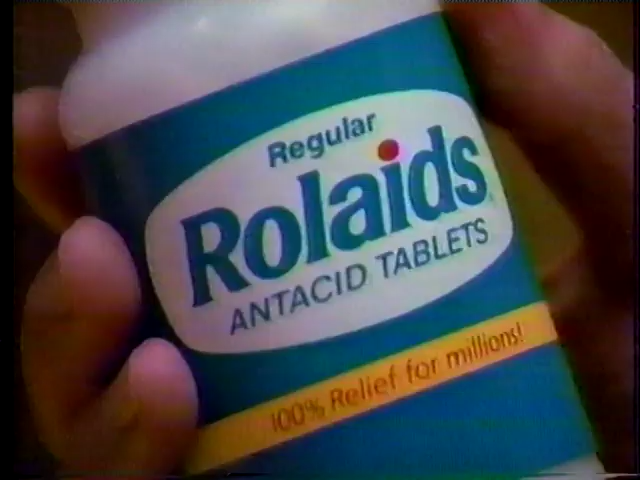 Regular
Rolaids
ANTACID TABLETS
100% Relief for millions!